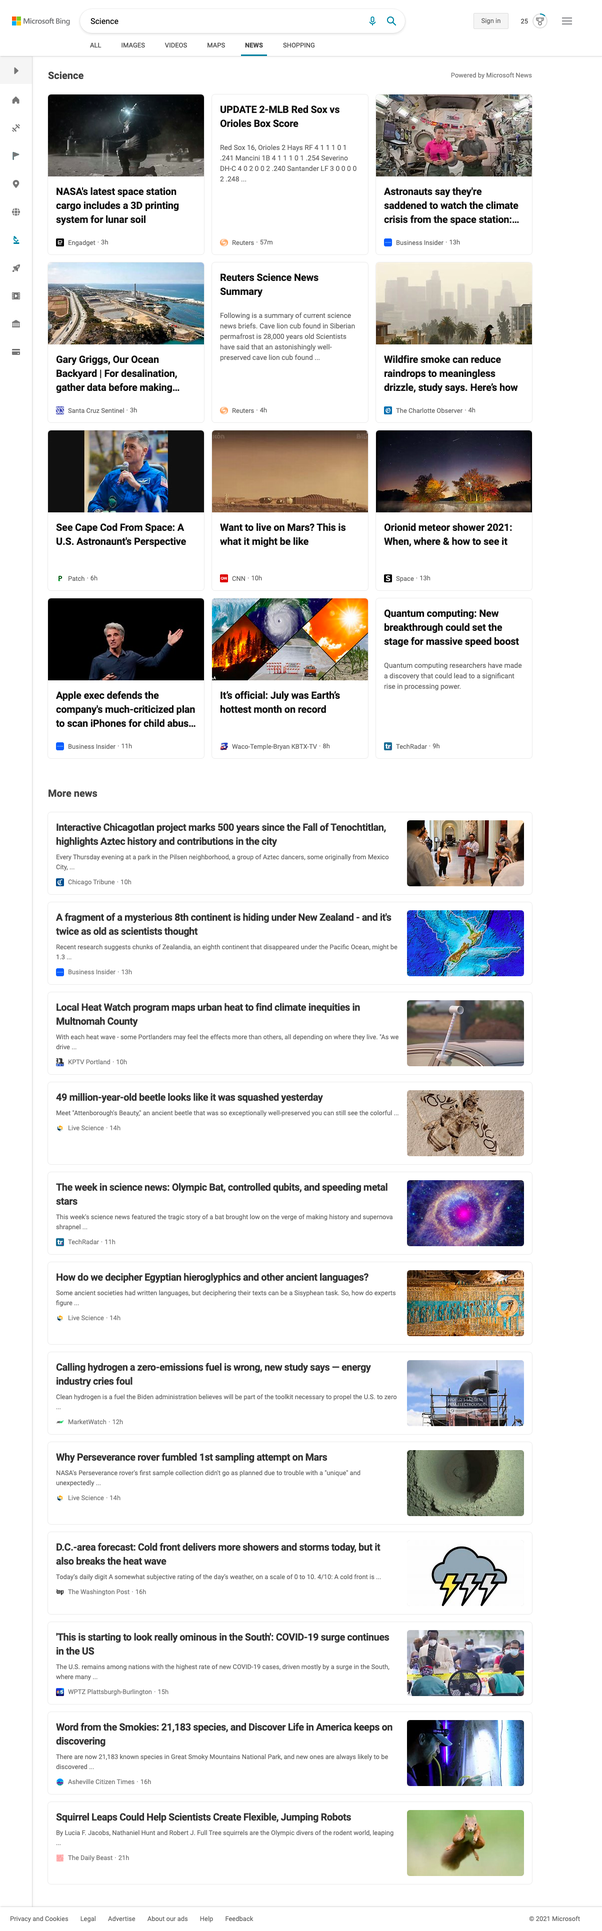 Microsoft Bing
Science
Sign in
25
ALL IMAGES VIDEOS MAPS NEWS SHOPPING
Science
Powered by Microsoft News
NASA's latest space station
cargo includes a 3D printing
system for lunar soil
Engadget · 3h
UPDATE 2-MLB Red Sox vs
Orioles Box Score
Red Sox 16, Orioles 2 Hays RF 4 1 1 1 0 1
.241 Mancini 1B 4 1 1 1 0 1 .254 Severino
DH-C 4 0 2 0 0 2 .240 Santander LF 3 0 0 0 0
2 .248 ...
Reuters · 57m
Astronauts say they're
saddened to watch the climate
crisis from the space station:...
Business Insider · 13h
Gary Griggs, Our Ocean
Backyard | For desalination,
gather data before making...
Santa Cruz Sentinel · 3h
Reuters Science News
Summary
Following is a summary of current science
news briefs. Cave lion cub found in Siberian
permafrost is 28,000 years old Scientists
have said that an astonishingly well-
preserved cave lion cub found ...
Reuters · 4h
Wildfire smoke can reduce
raindrops to meaningless
drizzle, study says. Here's how
The Charlotte Observer · 4h
See Cape Cod From Space: A
U.S. Astronaut's Perspective
Patch · 6h
Want to live on Mars? This is
what it might be like
CNN · 10h
Orionid meteor shower 2021:
When, where & how to see it
Space · 13h
Apple exec defends the
company's much-criticized plan
to scan iPhones for child abus...
Business Insider · 11h
It's official: July was Earth's
hottest month on record
Waco-Temple-Bryan KBTX-TV · 8h
Quantum computing: New
breakthrough could set the
stage for massive speed boost
Quantum computing researchers have made
a discovery that could lead to a significant
rise in processing power.
TechRadar · 9h
More news
Interactive Chicagotlan project marks 500 years since the Fall of Tenochtitlan,
highlights Aztec history and contributions in the city
Every Thursday evening at a park in the Pilsen neighborhood, a group of Aztec dancers, some originally from Mexico
City, ...
Chicago Tribune · 10h
A fragment of a mysterious 8th continent is hiding under New Zealand - and it's
twice as old as scientists thought
Recent research suggests chunks of Zealandia, an eighth continent that disappeared under the Pacific Ocean, might be
1.3 ...
Business Insider · 13h
Local Heat Watch program maps urban heat to find climate inequities in
Multnomah County
With each heat wave - some Portlanders may feel the effects more than others, all depending on where they live. "As we
drive ...
KPTV Portland · 10h
49 million-year-old beetle looks like it was squashed yesterday
Meet "Attenborough's Beauty," an ancient beetle that was so exceptionally well-preserved you can still see the colorful ...
Live Science · 14h
The week in science news: Olympic Bat, controlled qubits, and speeding metal
stars
This week's science news featured the tragic story of a bat brought low on the verge of making history and supernova
shrapnel ...
TechRadar · 11h
How do we decipher Egyptian hieroglyphics and other ancient languages?
Some ancient societies had written languages, but deciphering their texts can be a Sisyphean task. So, how do experts
figure ...
Live Science · 14h
Calling hydrogen a zero-emissions fuel is wrong, new study says — energy
industry cries foul
Clean hydrogen is a fuel the Biden administration believes will be part of the toolkit necessary to propel the U.S. to zero
...
MarketWatch · 12h
Why Perseverance rover fumbled 1st sampling attempt on Mars
NASA's Perseverance rover's first sample collection didn't go as planned due to trouble with a "unique" and
unexpectedly ...
Live Science · 14h
D.C.-area forecast: Cold front delivers more showers and storms today, but it
also breaks the heat wave
Today's daily digit A somewhat subjective rating of the day's weather, on a scale of 0 to 10. 4/10: A cold front is ...
The Washington Post · 16h
'This is starting to look really ominous in the South': COVID-19 surge continues
in the US
The U.S. remains among nations with the highest rate of new COVID-19 cases, driven mostly by a surge in the South,
where many ...
WPTZ Plattsburgh-Burlington · 15h
Word from the Smokies: 21,183 species, and Discover Life in America keeps on
discovering
There are now 21,183 known species in Great Smoky Mountains National Park, and new ones are always likely to be
discovered ...
Asheville Citizen Times · 16h
Squirrel Leaps Could Help Scientists Create Flexible, Jumping Robots
By Lucia F. Jacobs, Nathaniel Hunt and Robert J. Full Tree squirrels are the Olympic divers of the rodent world, leaping
...
The Daily Beast · 21h
Privacy and Cookies Legal Advertise About our ads Help Feedback © 2021 Microsoft